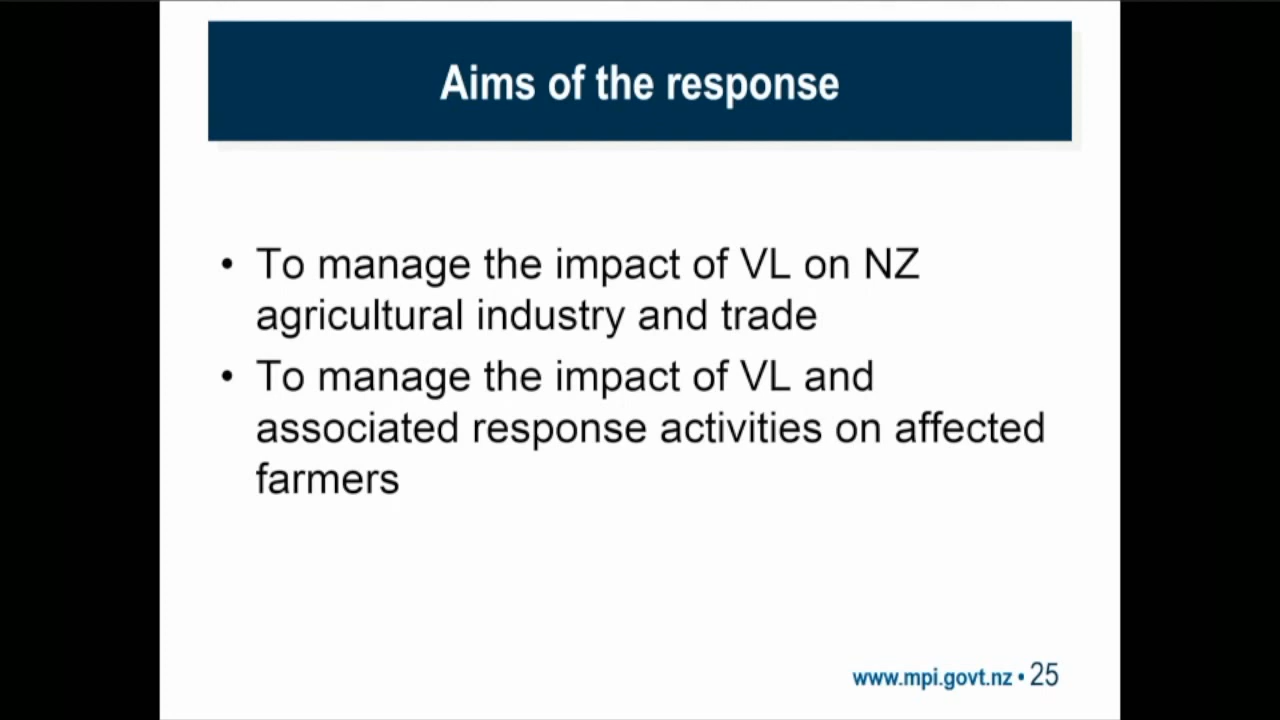 Aims of the response
• To manage the impact of VL on NZ
agricultural industry and trade
• To manage the impact of VL and
associated response activities on affected
farmers
www.mpi.govt.nz • 25